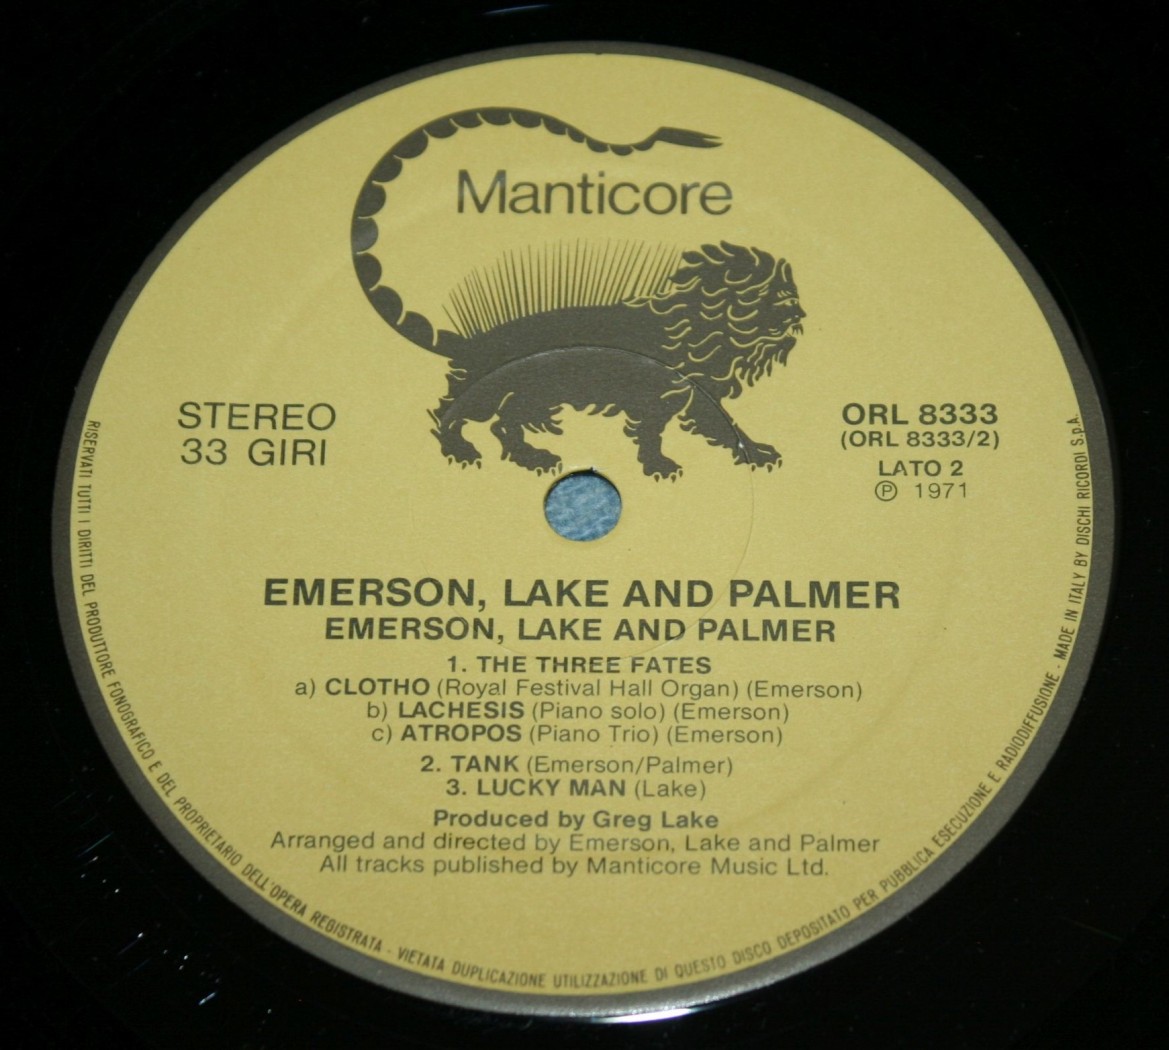 Manticore
STEREO
33 GIRI
ORL 8333
(ORL 8333/2)
LATO 2
Ⓟ 1971
EMERSON, LAKE AND PALMER
EMERSON, LAKE AND PALMER
1. THE THREE FATES
a) CLOTHO (Royal Festival Hall Organ) (Emerson)
b) LACHESIS (Piano solo) (Emerson)
c) ATROPOS (Piano Trio) (Emerson)
2. TANK (Emerson/Palmer)
3. LUCKY MAN (Lake)
Produced by Greg Lake
Arranged and directed by Emerson, Lake and Palmer
All tracks published by Manticore Music Ltd.
RISERVATI TUTTI I DIRITTI DEL PRODUTTORE FONOGRAFICO E DEL PROPRIETARIO DELL'OPERA REGISTRATA - VIETATA DUPLICAZIONE UTILIZZAZIONE DI QUESTO DISCO DEPOSITATO PER PUBBLICA ESECUZIONE E RADIODIFFUSIONE - MADE IN ITALY BY DISCHI RICORDI S.p.A.